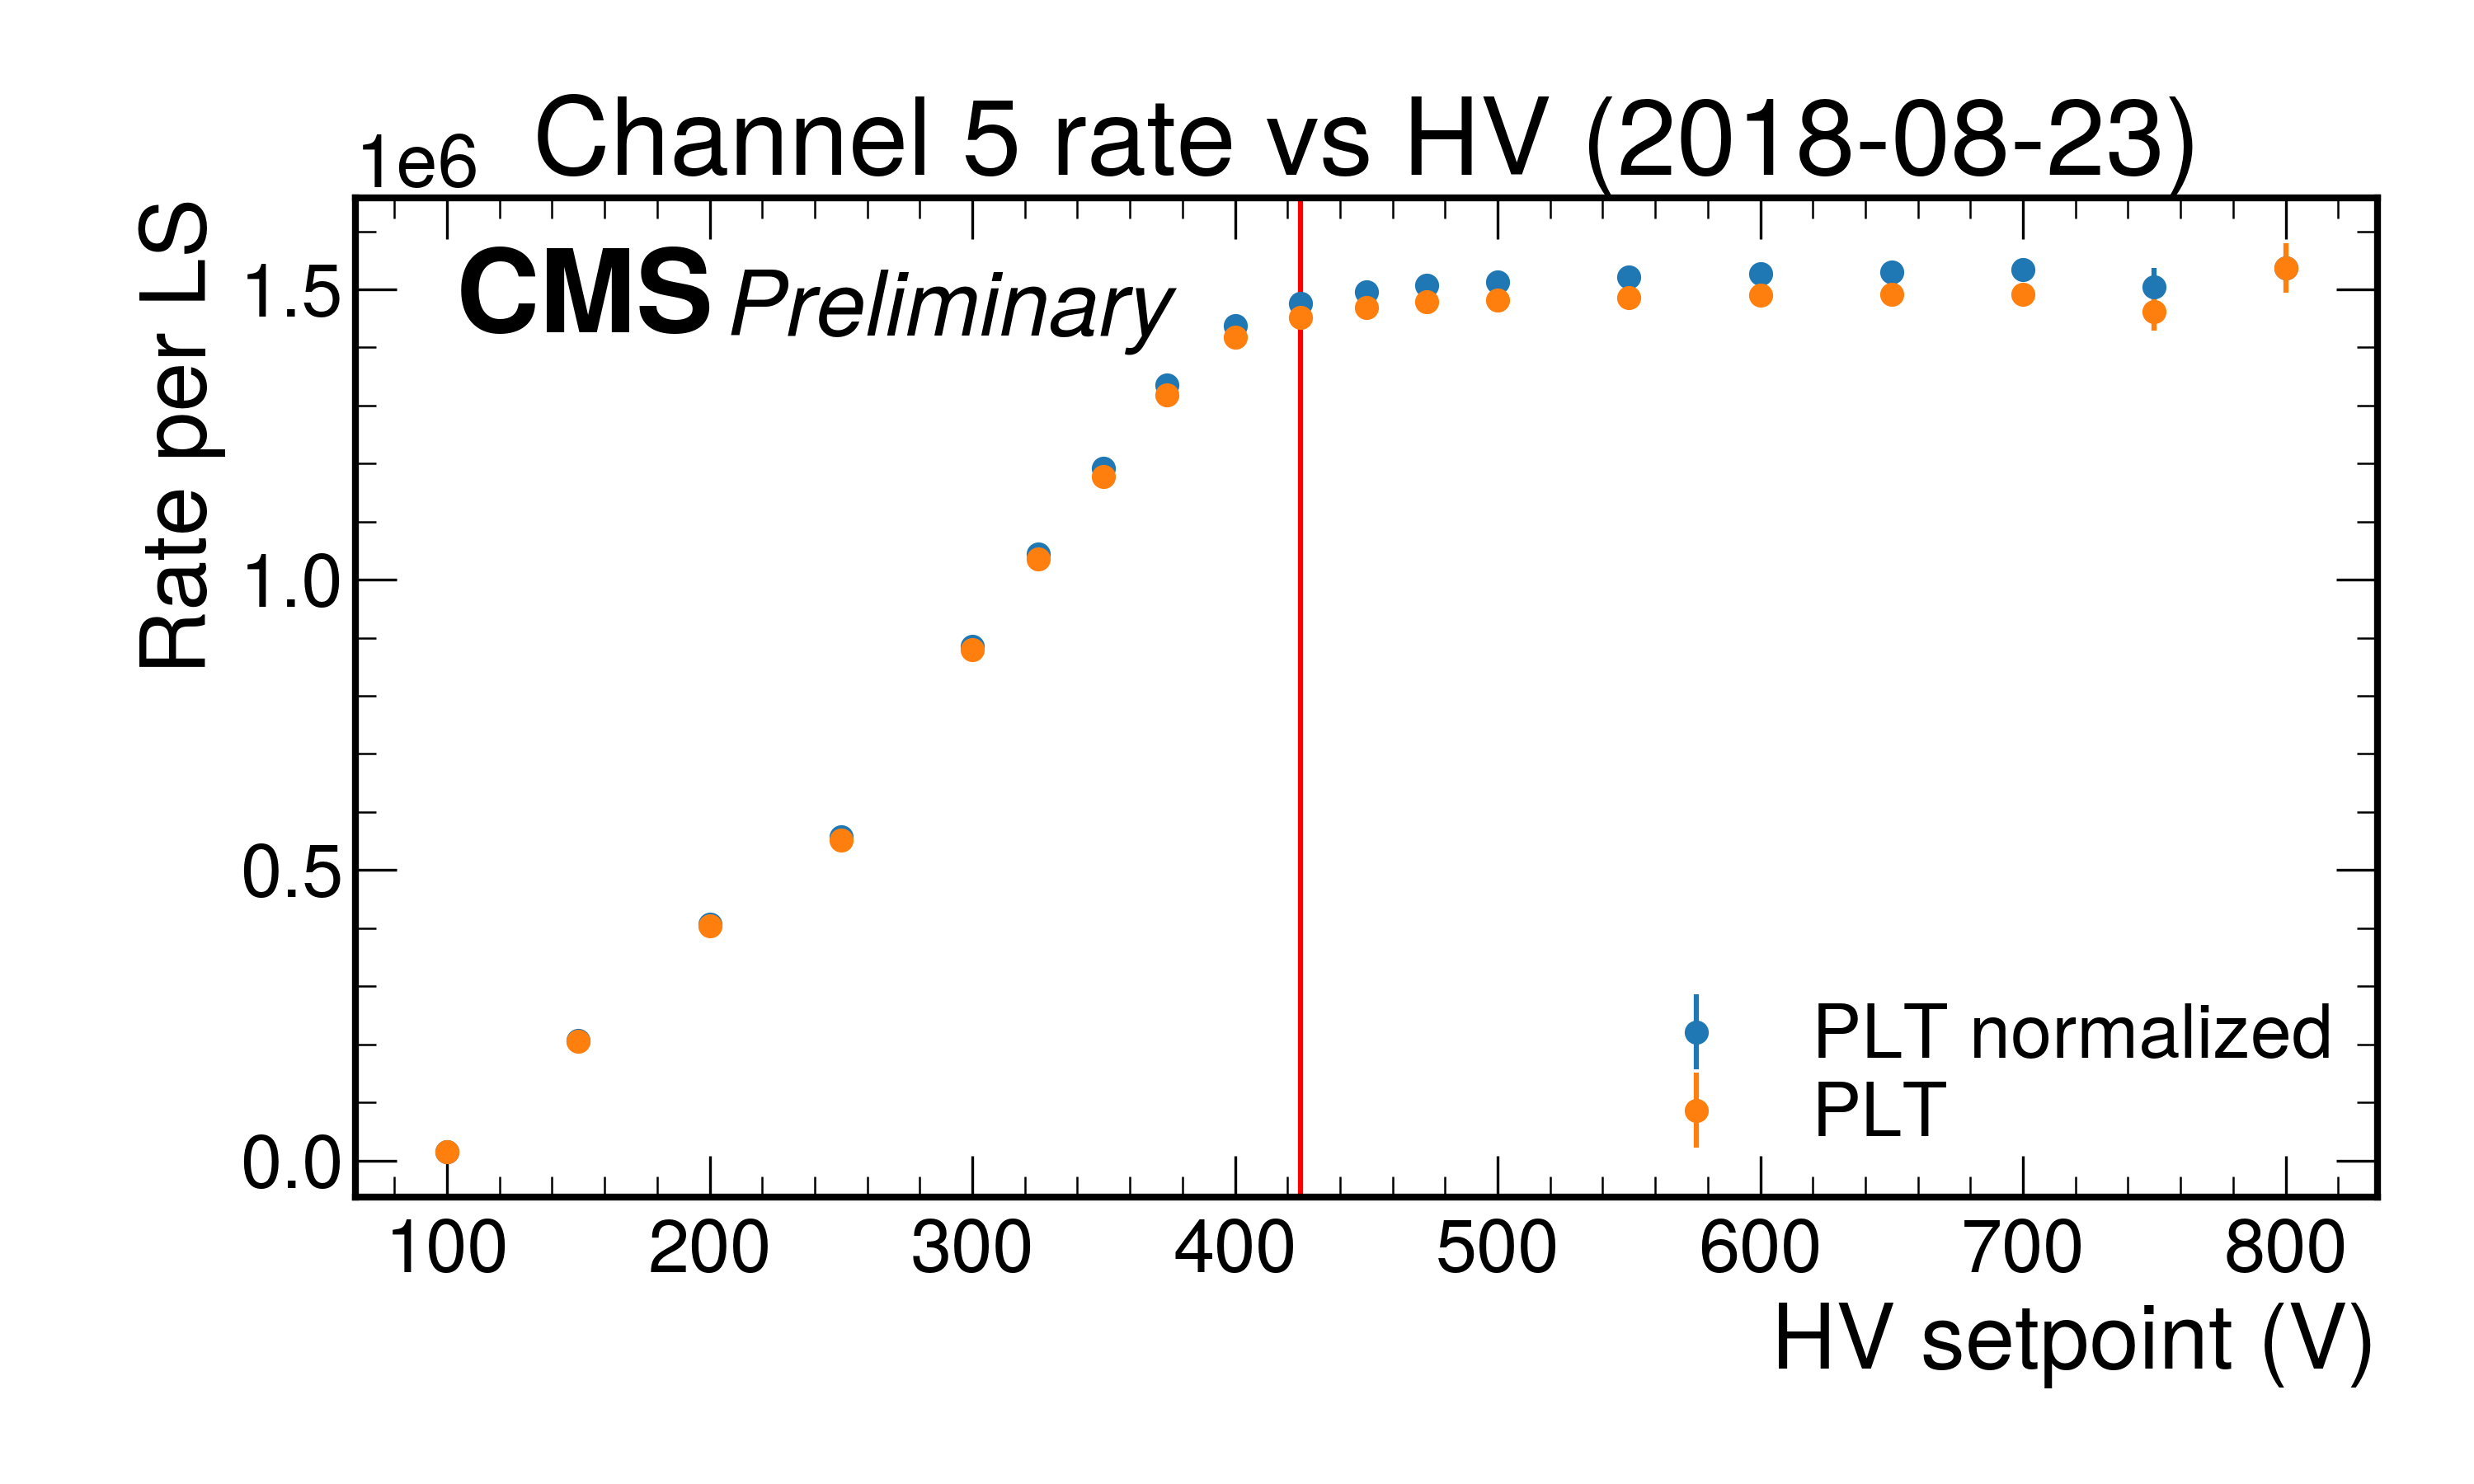 Channel 5 rate vs HV (2018-08-23)
1e6
CMS Preliminary
Rate per LS
1.5
1.0
0.5
0.0
PLT normalized
PLT
100 200 300 400 500 600 700 800
HV setpoint (V)